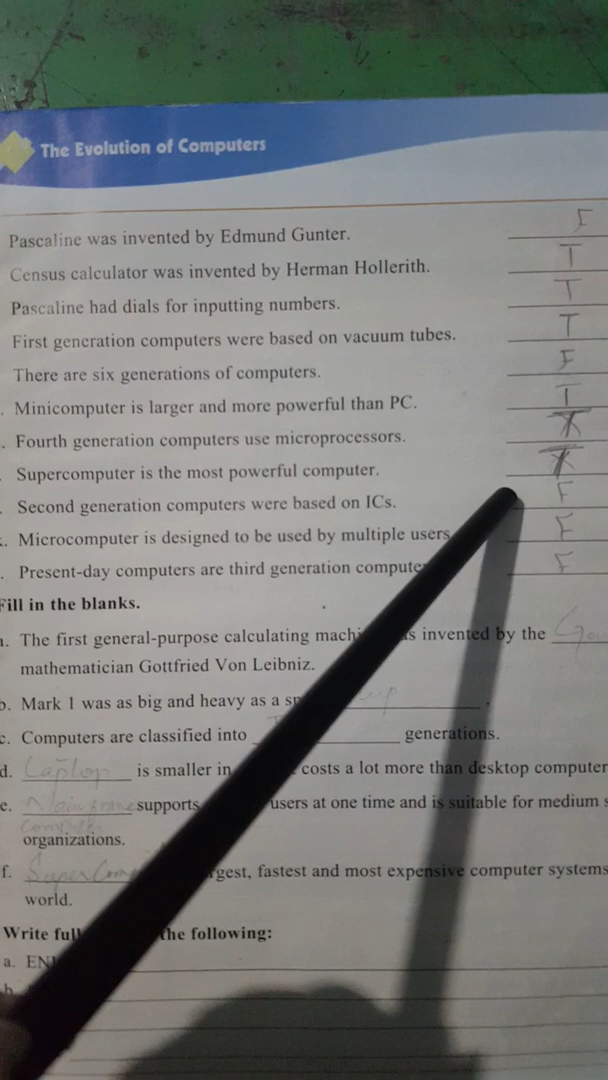 The Evolution of Computers
Pascaline was invented by Edmund Gunter. F
Census calculator was invented by Herman Hollerith. T
Pascaline had dials for inputting numbers. T
First generation computers were based on vacuum tubes. T
There are six generations of computers. F
. Minicomputer is larger and more powerful than PC. T
. Fourth generation computers use microprocessors. T
. Supercomputer is the most powerful computer. T
. Second generation computers were based on ICs. F
. Microcomputer is designed to be used by multiple users F
. Present-day computers are third generation F
Fill in the blanks.
The first general-purpose calculating invented by the
mathematician Gottfried Von Leibniz.
b. Mark 1 was as big and heavy as a
c. Computers are classified into generations.
d. Laptop is smaller in costs a lot more than desktop computer
e. Mainframe supports users at one time and is suitable for medium
organizations.
f. Super fastest and most expensive computer systems
world.
Write the following:
a.